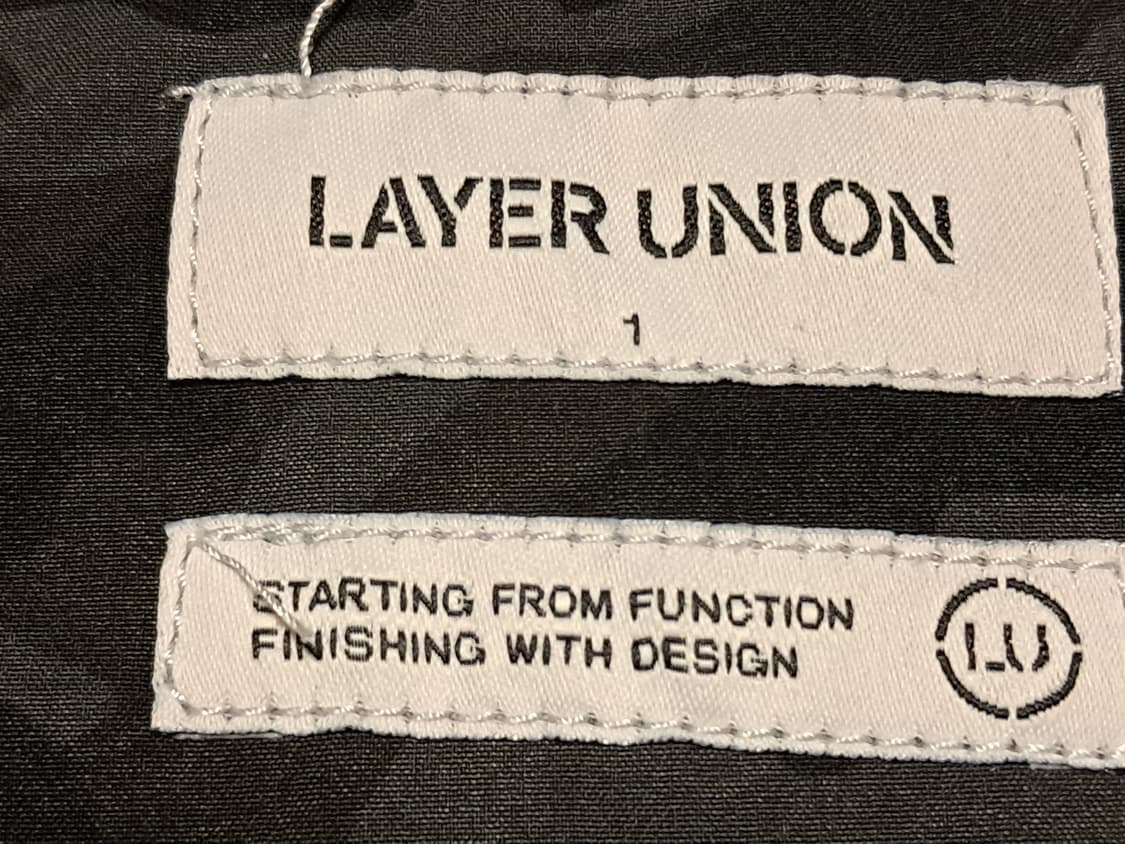 LAYER UNION
1
STARTING FROM FUNCTION
FINISHING WITH DESIGN
LU